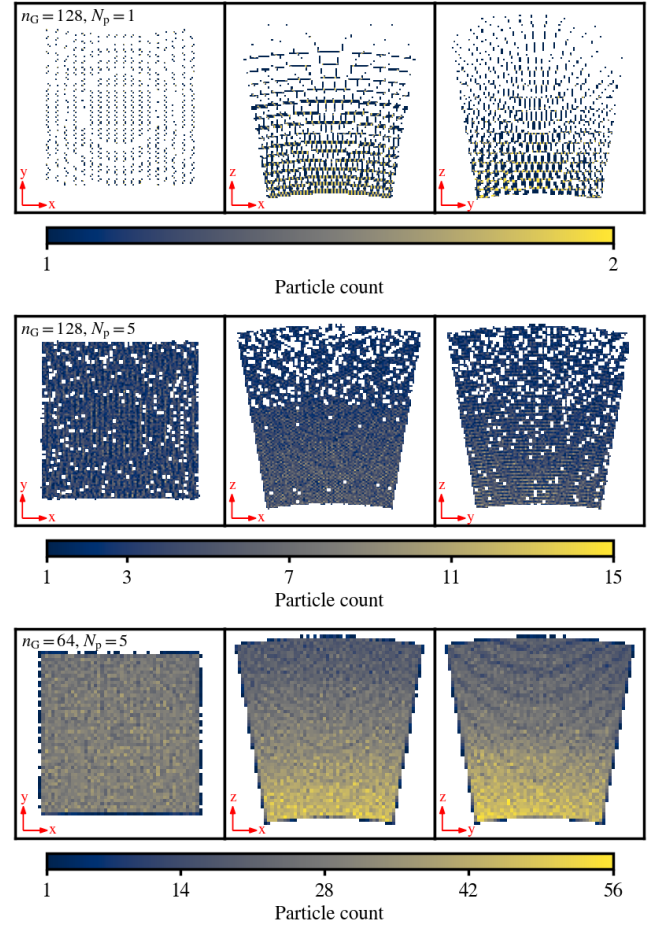 n_G = 128, N_p = 1
y
x
z
x
z
y
1 2
Particle count
n_G = 128, N_p = 5
y
x
z
x
z
y
1 3 7 11 15
Particle count
n_G = 64, N_p = 5
y
x
z
x
z
y
1 14 28 42 56
Particle count